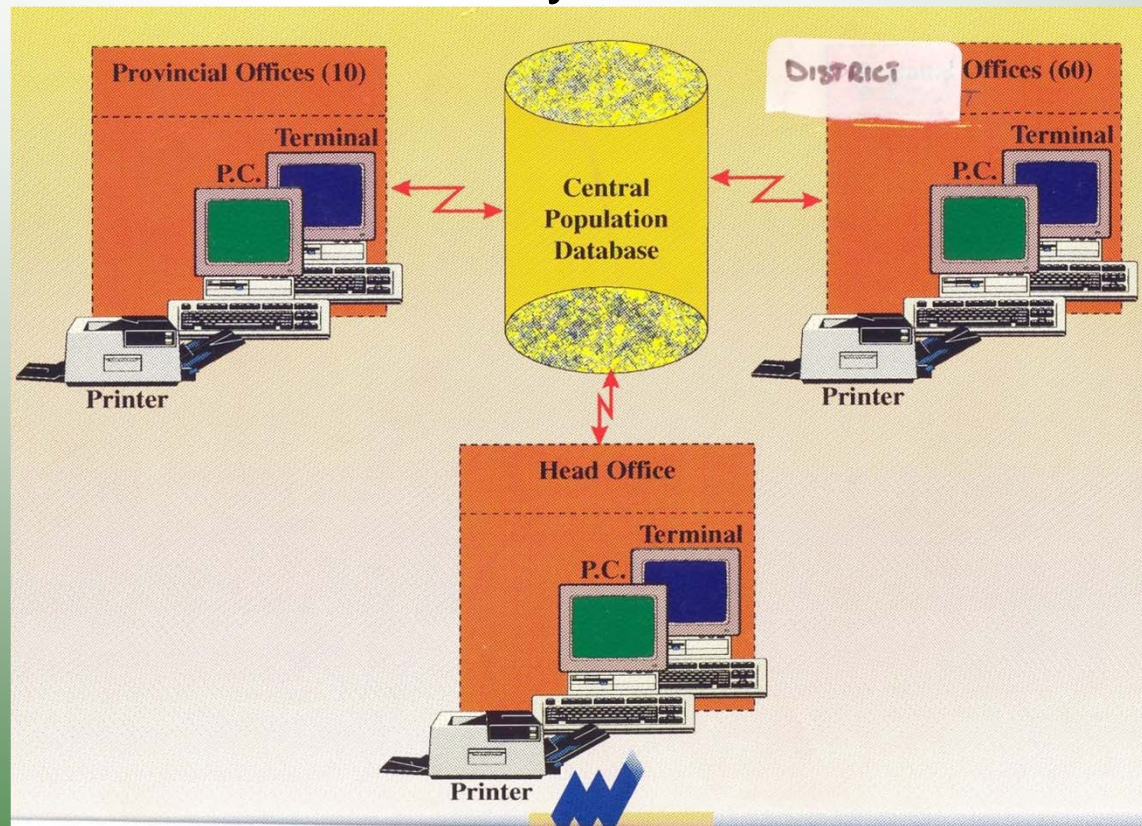 Provincial Offices (10)
Terminal
P.C.
Printer
Central
Population
Database
DISTRICT Offices (60)
Terminal
P.C.
Printer
Head Office
Terminal
P.C.
Printer